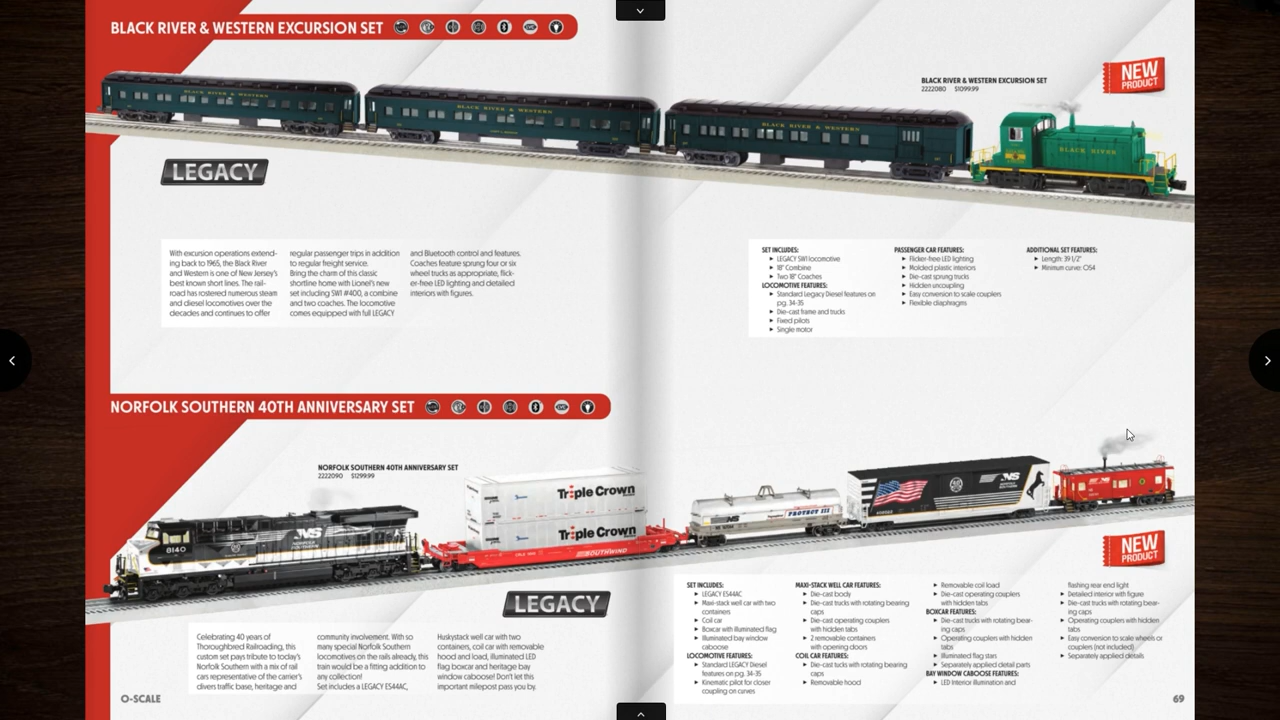 BLACK RIVER & WESTERN EXCURSION SET
BLACK RIVER & WESTERN EXCURSION SET
2222080 $1099.99
NEW
PRODUCT
BLACK RIVER & WESTERN
BLACK RIVER & WESTERN
BLACK RIVER & WESTERN
BLACK RIVER
LEGACY
With excursion operations extend-
ing back to 1965, the Black River
and Western is one of New Jersey's
best known short lines. The rail-
road has rostered numerous steam
and diesel locomotives over the
decades and continues to offer
regular passenger trips in addition
to regular freight service.
Bring the charm of this classic
shortline home with Lionel's new
set including SW1 #400, a combine
and two coaches. The locomotive
comes equipped with full LEGACY
and Bluetooth control and features.
Coaches feature sprung four or six
wheel trucks as appropriate, flick-
er-free LED lighting and detailed
interiors with figures.
SET INCLUDES:
► LEGACY SW1 locomotive
► 18" Combine
► Two 18" Coaches
LOCOMOTIVE FEATURES:
► Standard Legacy Diesel features on
pg. 34-35
► Die-cast frame and trucks
► Fixed pilots
► Single motor
PASSENGER CAR FEATURES:
► Flicker-free LED lighting
► Molded plastic interiors
► Die-cast sprung trucks
► Hidden uncoupling
► Easy conversion to scale couplers
► Flexible diaphragms
ADDITIONAL SET FEATURES:
► Length: 39 1/2"
► Minimum curve: O54
NORFOLK SOUTHERN 40TH ANNIVERSARY SET
NORFOLK SOUTHERN 40TH ANNIVERSARY SET
2222090 $1299.99
8140
NS
NORFOLK
SOUTHERN
Triple Crown
Triple Crown
SOUTHWIND
NS
PROTECT III
NS
NS
NEW
PRODUCT
LEGACY
Celebrating 40 years of
Thoroughbred Railroading, this
custom set pays tribute to today's
Norfolk Southern with a mix of rail
cars representative of the carrier's
divers traffic base, heritage and
community involvement. With so
many special Norfolk Southern
locomotives on the rails already, this
train would be a fitting addition to
any collection!
Set includes a LEGACY ES44AC,
Huskystack well car with two
containers, coil car with removable
hood and load, illuminated LED
flag boxcar and heritage bay
window caboose! Don't let this
important milepost pass you by.
SET INCLUDES:
► LEGACY ES44AC
► Maxi-stack well car with two
containers
► Coil car
► Boxcar with illuminated flag
► Illuminated bay window
caboose
LOCOMOTIVE FEATURES:
► Standard LEGACY Diesel
features on pg. 34-35
► Kinematic pilot for closer
coupling on curves
MAXI-STACK WELL CAR FEATURES:
► Die-cast body
► Die-cast trucks with rotating bearing
caps
► Die-cast operating couplers
with hidden tabs
► 2 removable containers
with opening doors
COIL CAR FEATURES:
► Die-cast tucks with rotating bearing
caps
► Removable hood
► Removable coil load
► Die-cast operating couplers
with hidden tabs
BOXCAR FEATURES:
► Die-cast trucks with rotating bear-
ing caps
► Operating couplers with hidden
tabs
► Illuminated flag stars
► Separately applied detail parts
BAY WINDOW CABOOSE FEATURES:
► LED Interior illumination and
flashing rear end light
► Detailed interior with figure
► Die-cast trucks with rotating bear-
ing caps
► Operating couplers with hidden
tabs
► Easy conversion to scale wheels or
couplers (not included)
► Separately applied details
O-SCALE
69